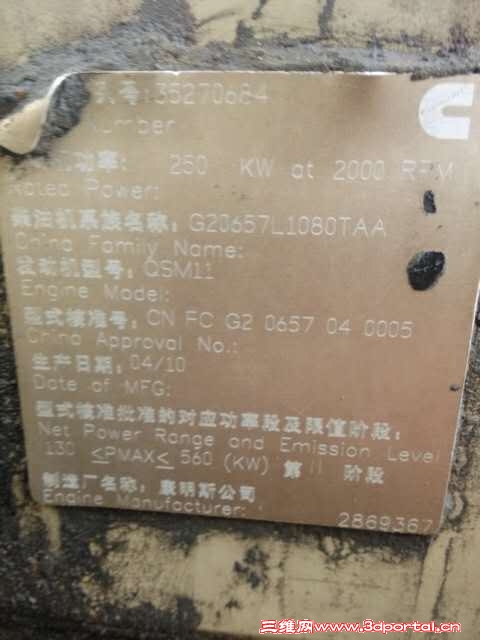 号:35270684
Number
功率: 250 KW at 2000 RPM
Rated Power:
柴油机系族名称: G20657L1080TAA
China Family Name:
发动机型号: QSM11
Engine Model:
型式核准号: CN FC G2 0657 04 0005
China Approval No.:
生产日期: 04/10
Date of MFG:
型式核准批准的对应功率段及限值阶段:
Net Power Range and Emission Level
130 ≤PMAX≤ 560 (KW) 第 II 阶段
制造厂名称: 康明斯公司
Engine Manufacturer:
2869367
三维网www.3dportal.cn